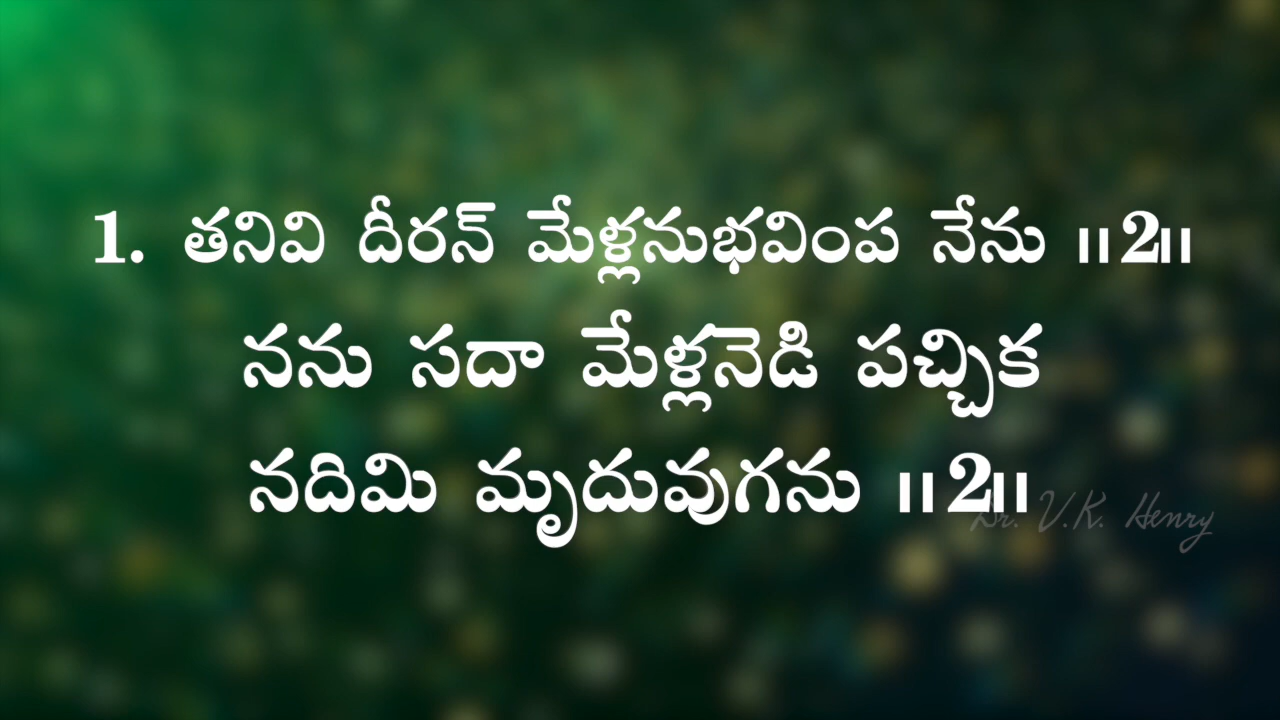 1. తనివి దీరన్ మేళ్లనుభవింప నేను ॥2॥
నను సదా మేళ్లనెడి పచ్చిక
నదిమి మృదువుగను ॥2॥
Dr. V.K. Henry